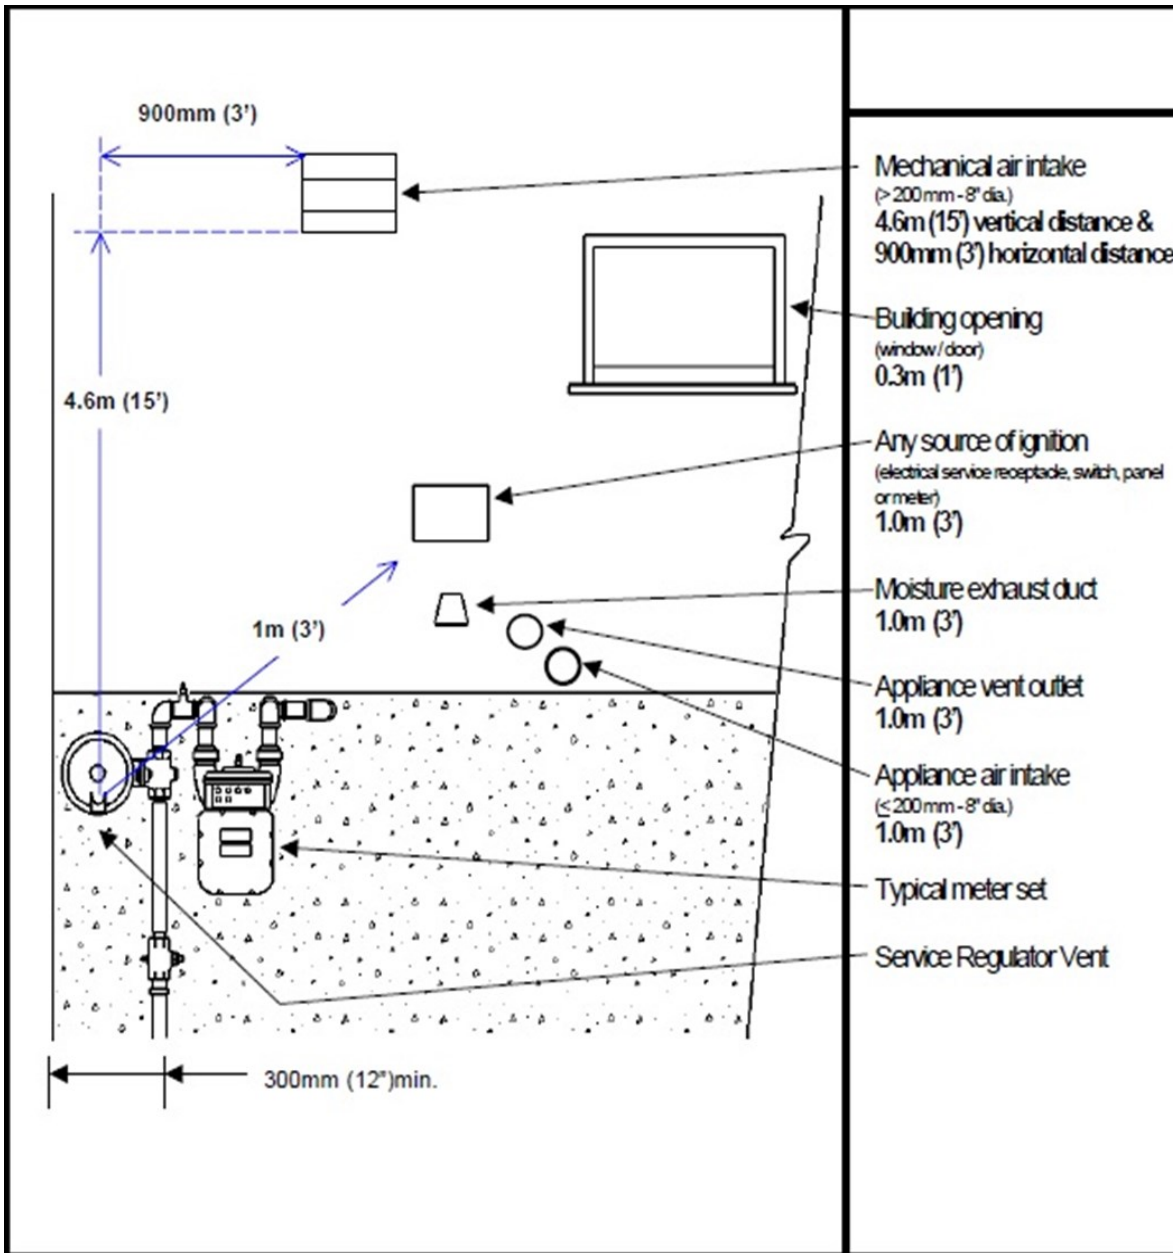 900mm (3')
4.6m (15')
1m (3')
300mm (12")min.
Mechanical air intake
(> 200 mm - 8" dia.)
4.6m (15') vertical distance &
900mm (3') horizontal distance
Building opening
(window / door)
0.3m (1')
Any source of ignition
(electrical service receptacle, switch, panel
or meter)
1.0m (3')
Moisture exhaust duct
1.0m (3')
Appliance vent outlet
1.0m (3')
Appliance air intake
(≤ 200 mm - 8" dia.)
1.0m (3')
Typical meter set
Service Regulator Vent